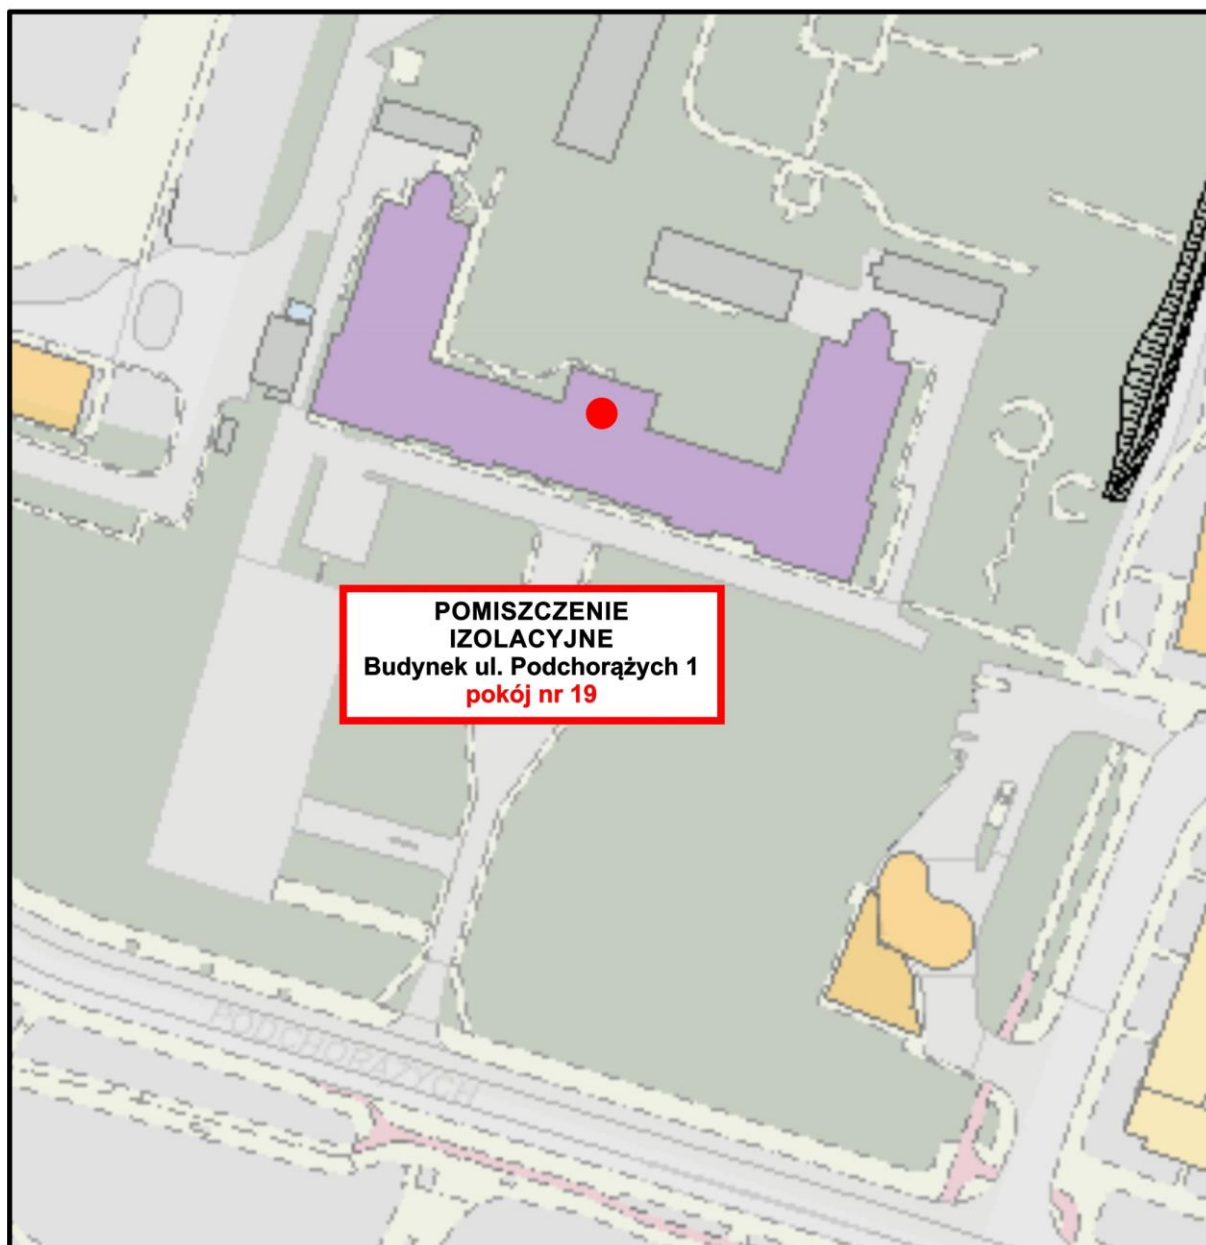 POMISZCZENIE
IZOLACYJNE
Budynek ul. Podchorążych 1
pokój nr 19
PODCHORĄŻYCH